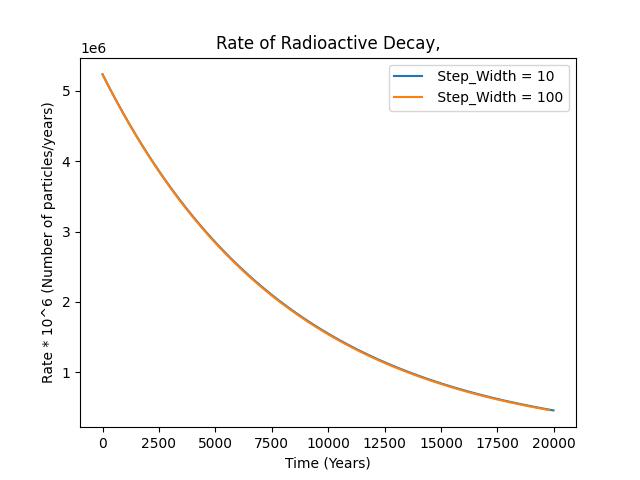 Rate of Radioactive Decay,
1e6
Step_Width = 10
Step_Width = 100
Rate * 10^6 (Number of particles/years)
5
4
3
2
1
0 2500 5000 7500 10000 12500 15000 17500 20000
Time (Years)